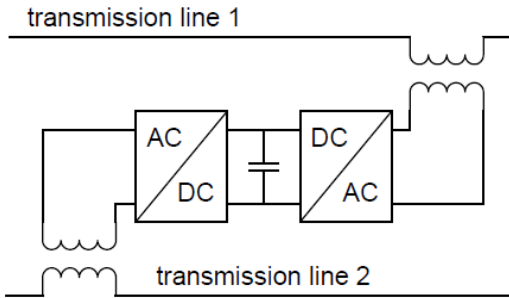 transmission line 1
AC
DC
DC
AC
transmission line 2